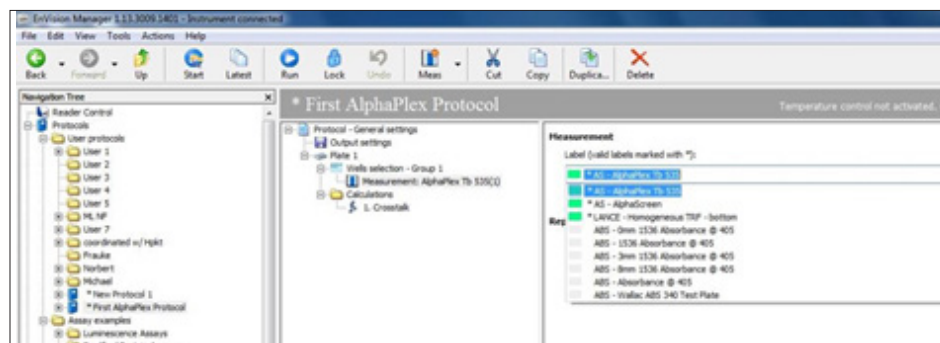 EnVision Manager 1.13.3009.1401 - Instrument connected
File Edit View Tools Actions Help
Back Forward Up Start Latest Run Lock Undo Meas Cut Copy Duplica... Delete
Navigation Tree
Reader Control
Protocols
User protocols
User 1
User 2
User 3
User 4
User 5
ML NP
User 7
coordinated w/ Hpkt
Frauke
Norbert
Michael
* New Protocol 1
* First AlphaPlex Protocol
Assay examples
Luminescence Assays
* First AlphaPlex Protocol
Temperature control not activated.
Protocol - General settings
Output settings
Plate 1
Wells selection - Group 1
Measurement: AlphaPlex Tb 535(1)
Calculations
1. Crosstalk
Measurement
Label (valid labels marked with *):
* AS - AlphaPlex Tb 535
* AS - AlphaPlex Tb 535
* AS - AlphaScreen
* LANCE - Homogeneous TRF - bottom
Rep
ABS - 0mm 1536 Absorbance @ 405
ABS - 1536 Absorbance @ 405
ABS - 3mm 1536 Absorbance @ 405
ABS - 8mm 1536 Absorbance @ 405
ABS - Absorbance @ 405
ABS - Wallac ABS 340 Test Plate